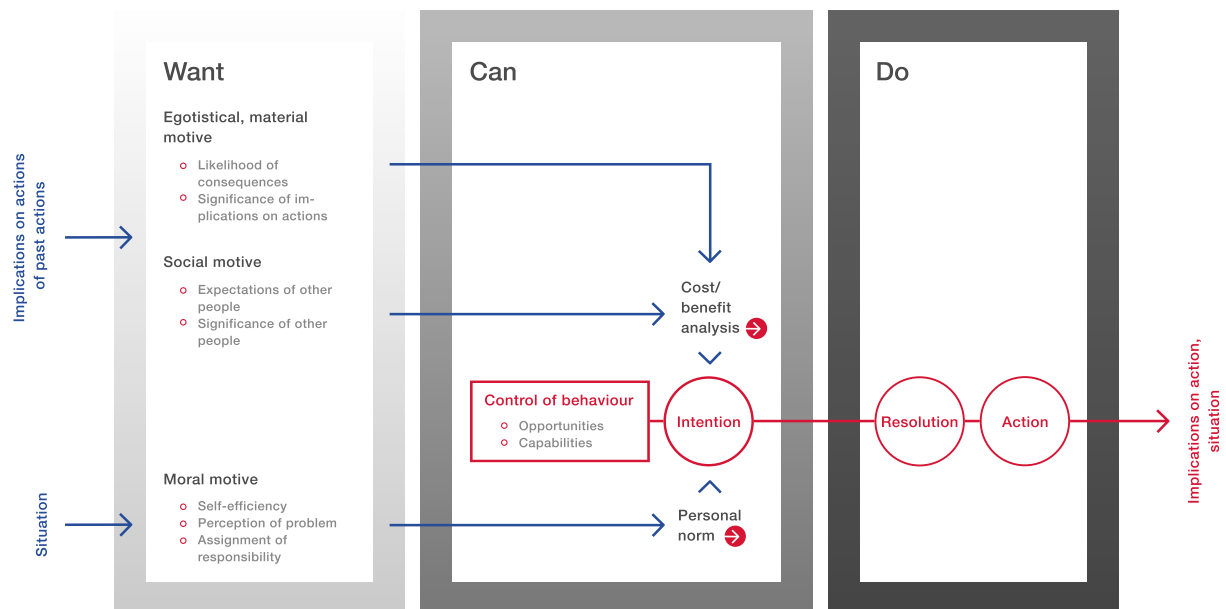 Implications on actions
of past actions
Situation
Want
Egotistical, material
motive
Likelihood of
consequences
Significance of im-
plications on actions
Social motive
Expectations of other
people
Significance of other
people
Moral motive
Self-efficiency
Perception of problem
Assignment of
responsibility
Can
Cost/
benefit
analysis
Control of behaviour
Opportunities
Capabilities
Intention
Personal
norm
Do
Resolution
Action
Implications on action,
situation